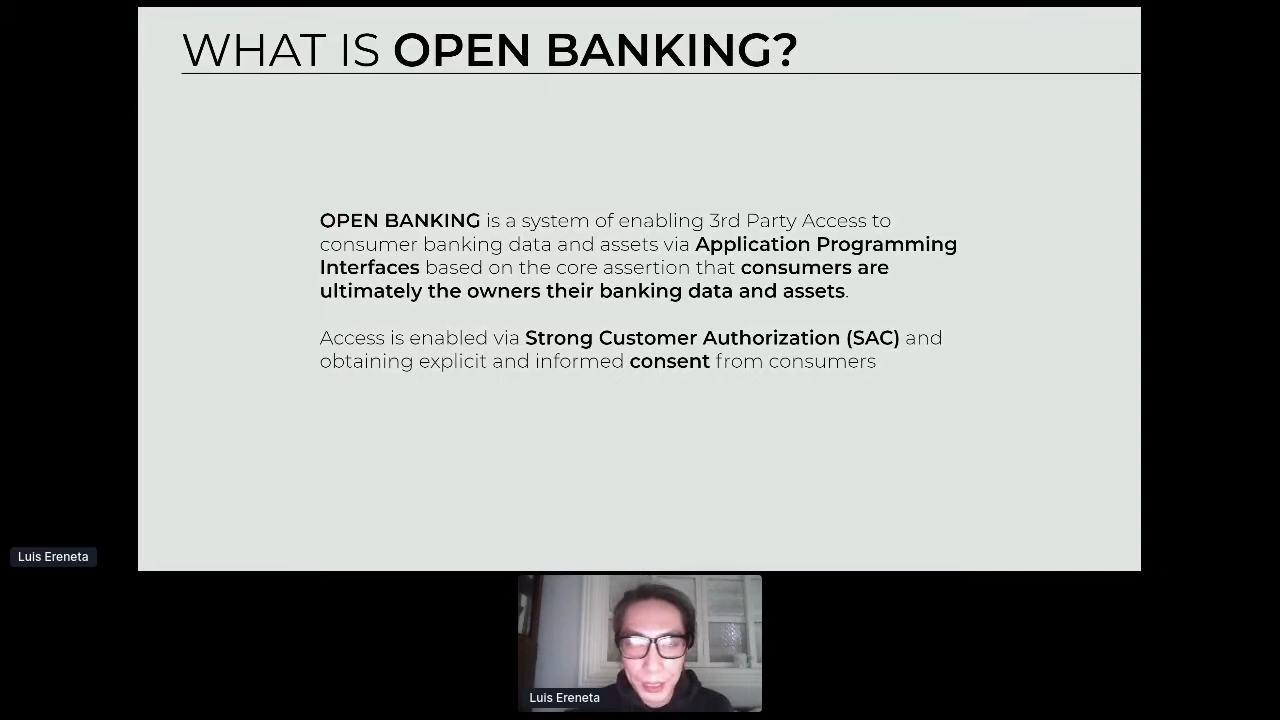 WHAT IS OPEN BANKING?
OPEN BANKING is a system of enabling 3rd Party Access to
consumer banking data and assets via Application Programming
Interfaces based on the core assertion that consumers are
ultimately the owners their banking data and assets.
Access is enabled via Strong Customer Authorization (SAC) and
obtaining explicit and informed consent from consumers
Luis Ereneta
Luis Ereneta